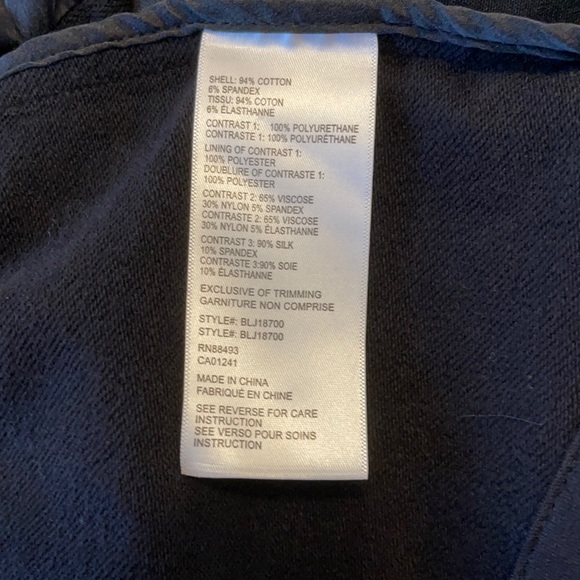 SHELL: 94% COTTON
6% SPANDEX
TISSU: 94% COTON
6% ÉLASTHANNE
CONTRAST 1: 100% POLYURETHANE
CONTRASTE 1: 100% POLYURÉTHANE
LINING OF CONTRAST 1:
100% POLYESTER
DOUBLURE OF CONTRASTE 1:
100% POLYESTER
CONTRAST 2: 65% VISCOSE
30% NYLON 5% SPANDEX
CONTRASTE 2: 65% VISCOSE
30% NYLON 5% ÉLASTHANNE
CONTRAST 3: 90% SILK
10% SPANDEX
CONTRASTE 3:90% SOIE
10% ÉLASTHANNE
EXCLUSIVE OF TRIMMING
GARNITURE NON COMPRISE
STYLE#: BLJ18700
STYLE#: BLJ18700
RN88493
CA01241
MADE IN CHINA
FABRIQUÉ EN CHINE
SEE REVERSE FOR CARE
INSTRUCTION
SEE VERSO POUR SOINS
INSTRUCTION